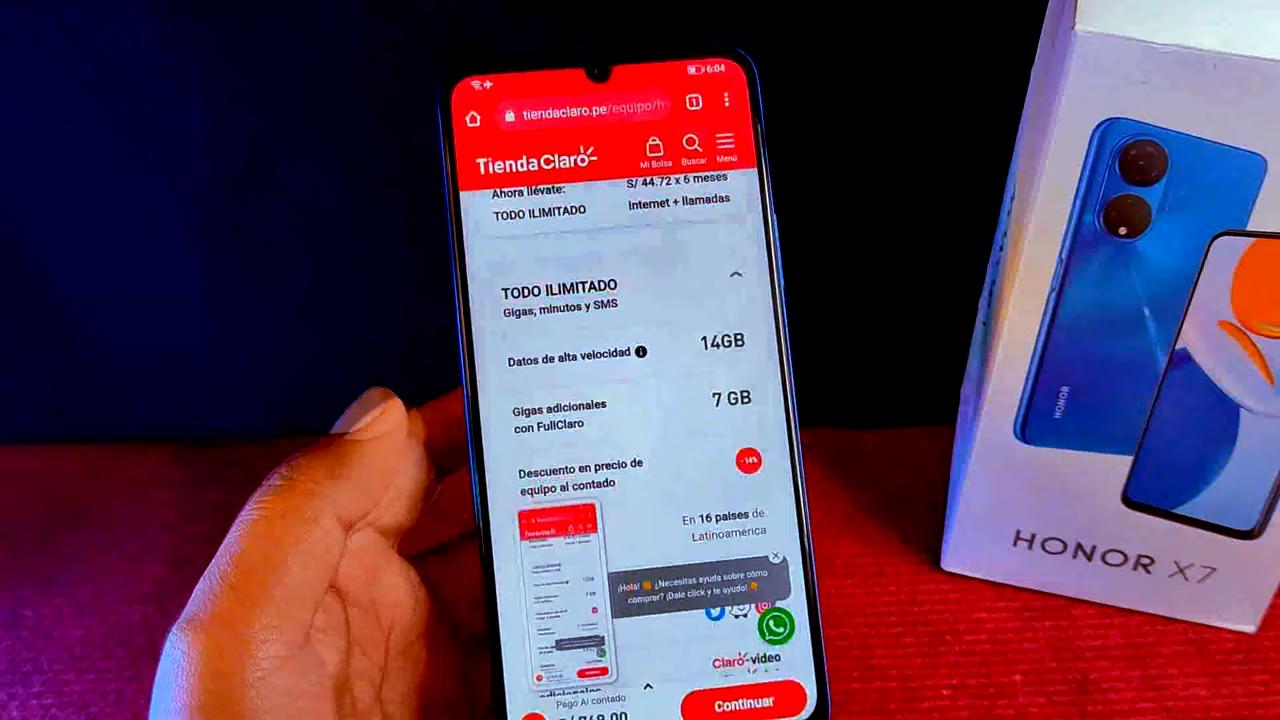 6:04
tiendaclaro.pe/equipo/h
1
TiendaClaro
Mi Bolsa
Buscar
Menú
Ahora llévate:
S/ 44.72 x 6 meses
TODO ILIMITADO
Internet + llamadas
TODO ILIMITADO
Gigas, minutos y SMS
Datos de alta velocidad
14GB
Gigas adicionales
con FullClaro
7 GB
Descuento en precio de
equipo al contado
-14%
En 16 países de
Latinoamérica
¡Hola! ¿Necesitas ayuda sobre cómo
comprar? ¡Dale click y te ayudo!
Claro-video
adicionales
Pago Al contado
Continuar
HONOR
HONOR X7